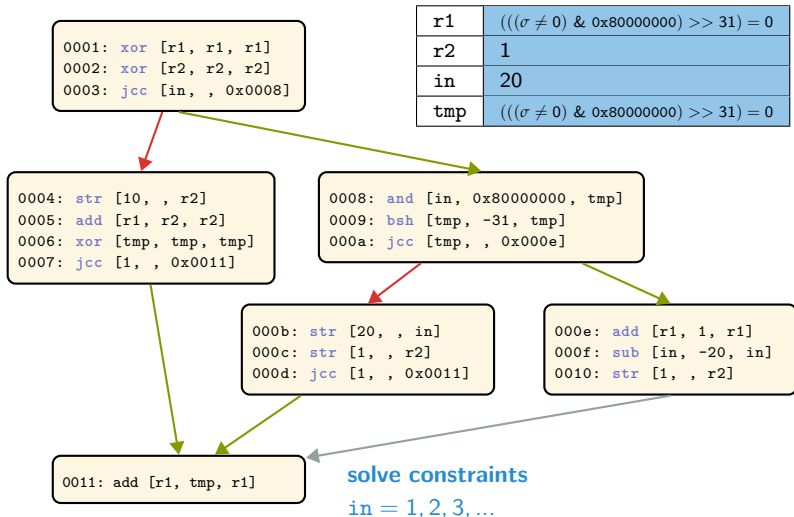 0001: xor [r1, r1, r1]
0002: xor [r2, r2, r2]
0003: jcc [in, , 0x0008]
r1 (((σ ≠ 0) & 0x80000000) >> 31) = 0
r2 1
in 20
tmp (((σ ≠ 0) & 0x80000000) >> 31) = 0
0004: str [10, , r2]
0005: add [r1, r2, r2]
0006: xor [tmp, tmp, tmp]
0007: jcc [1, , 0x0011]
0008: and [in, 0x80000000, tmp]
0009: bsh [tmp, -31, tmp]
000a: jcc [tmp, , 0x000e]
000b: str [20, , in]
000c: str [1, , r2]
000d: jcc [1, , 0x0011]
000e: add [r1, 1, r1]
000f: sub [in, -20, in]
0010: str [1, , r2]
0011: add [r1, tmp, r1]
solve constraints
in = 1, 2, 3, ...